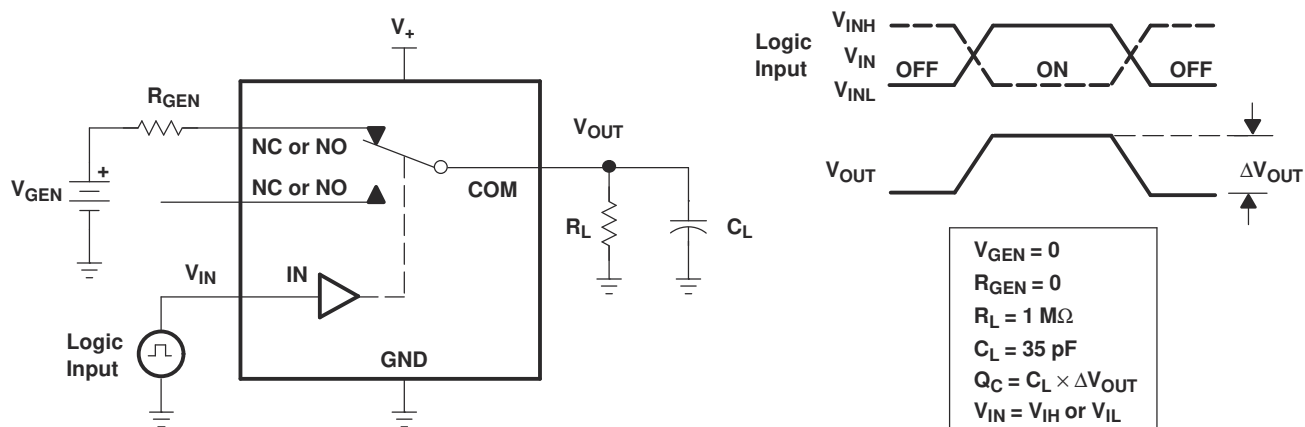 V+
RGEN
NC or NO
VOUT
VGEN
+
NC or NO
COM
RL
CL
VIN
IN
Logic
Input
GND
Logic
Input
VINH
VIN
VINL
OFF
ON
OFF
VOUT
ΔVOUT
VGEN = 0
RGEN = 0
RL = 1 MΩ
CL = 35 pF
QC = CL × ΔVOUT
VIN = VIH or VIL